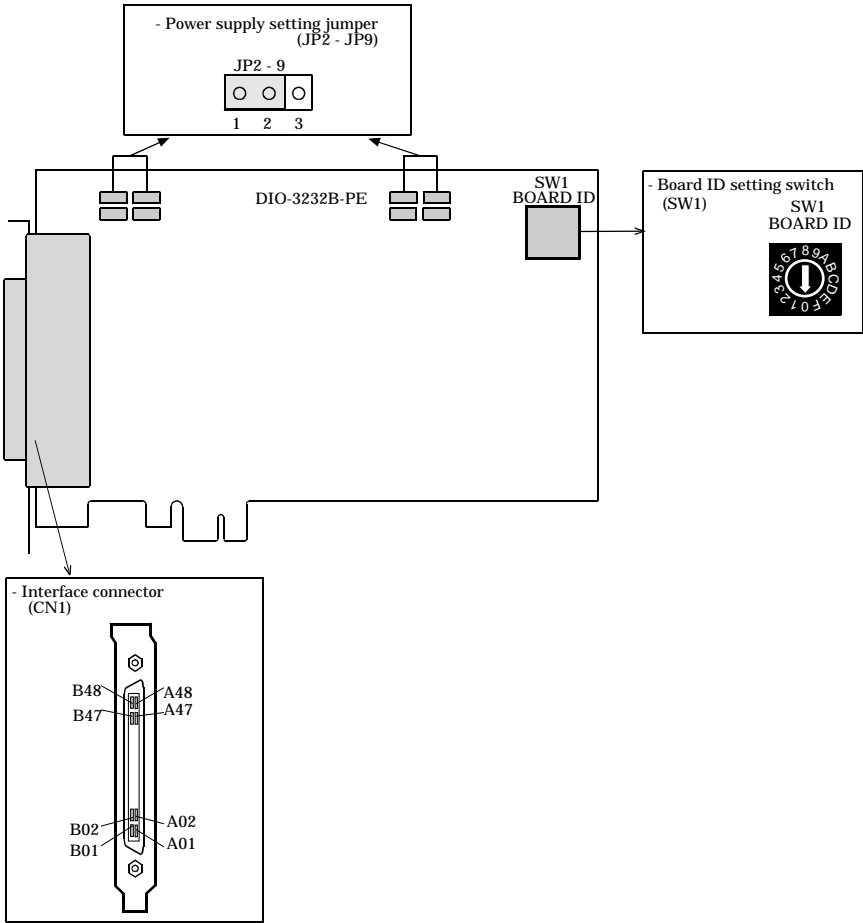 - Power supply setting jumper
(JP2 - JP9)
JP2 - 9
1 2 3
DIO-3232B-PE
SW1
BOARD ID
- Board ID setting switch
(SW1)
SW1
BOARD ID
0123456789ABCDEF
- Interface connector
(CN1)
B48 A48
B47 A47
B02 A02
B01 A01